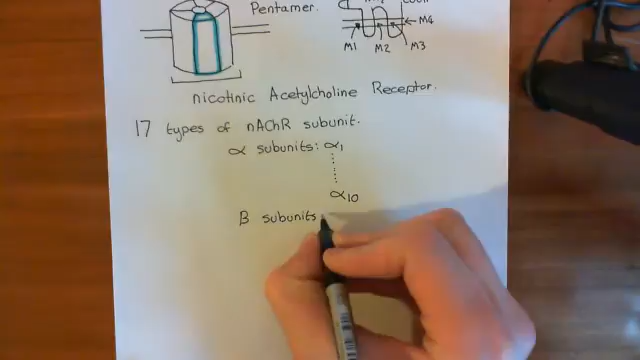 Pentamer.
M4
M1 M2 M3
nicotinic Acetylcholine Receptor.
17 types of nAChR subunit.
α subunits: α1
α10
β subunits